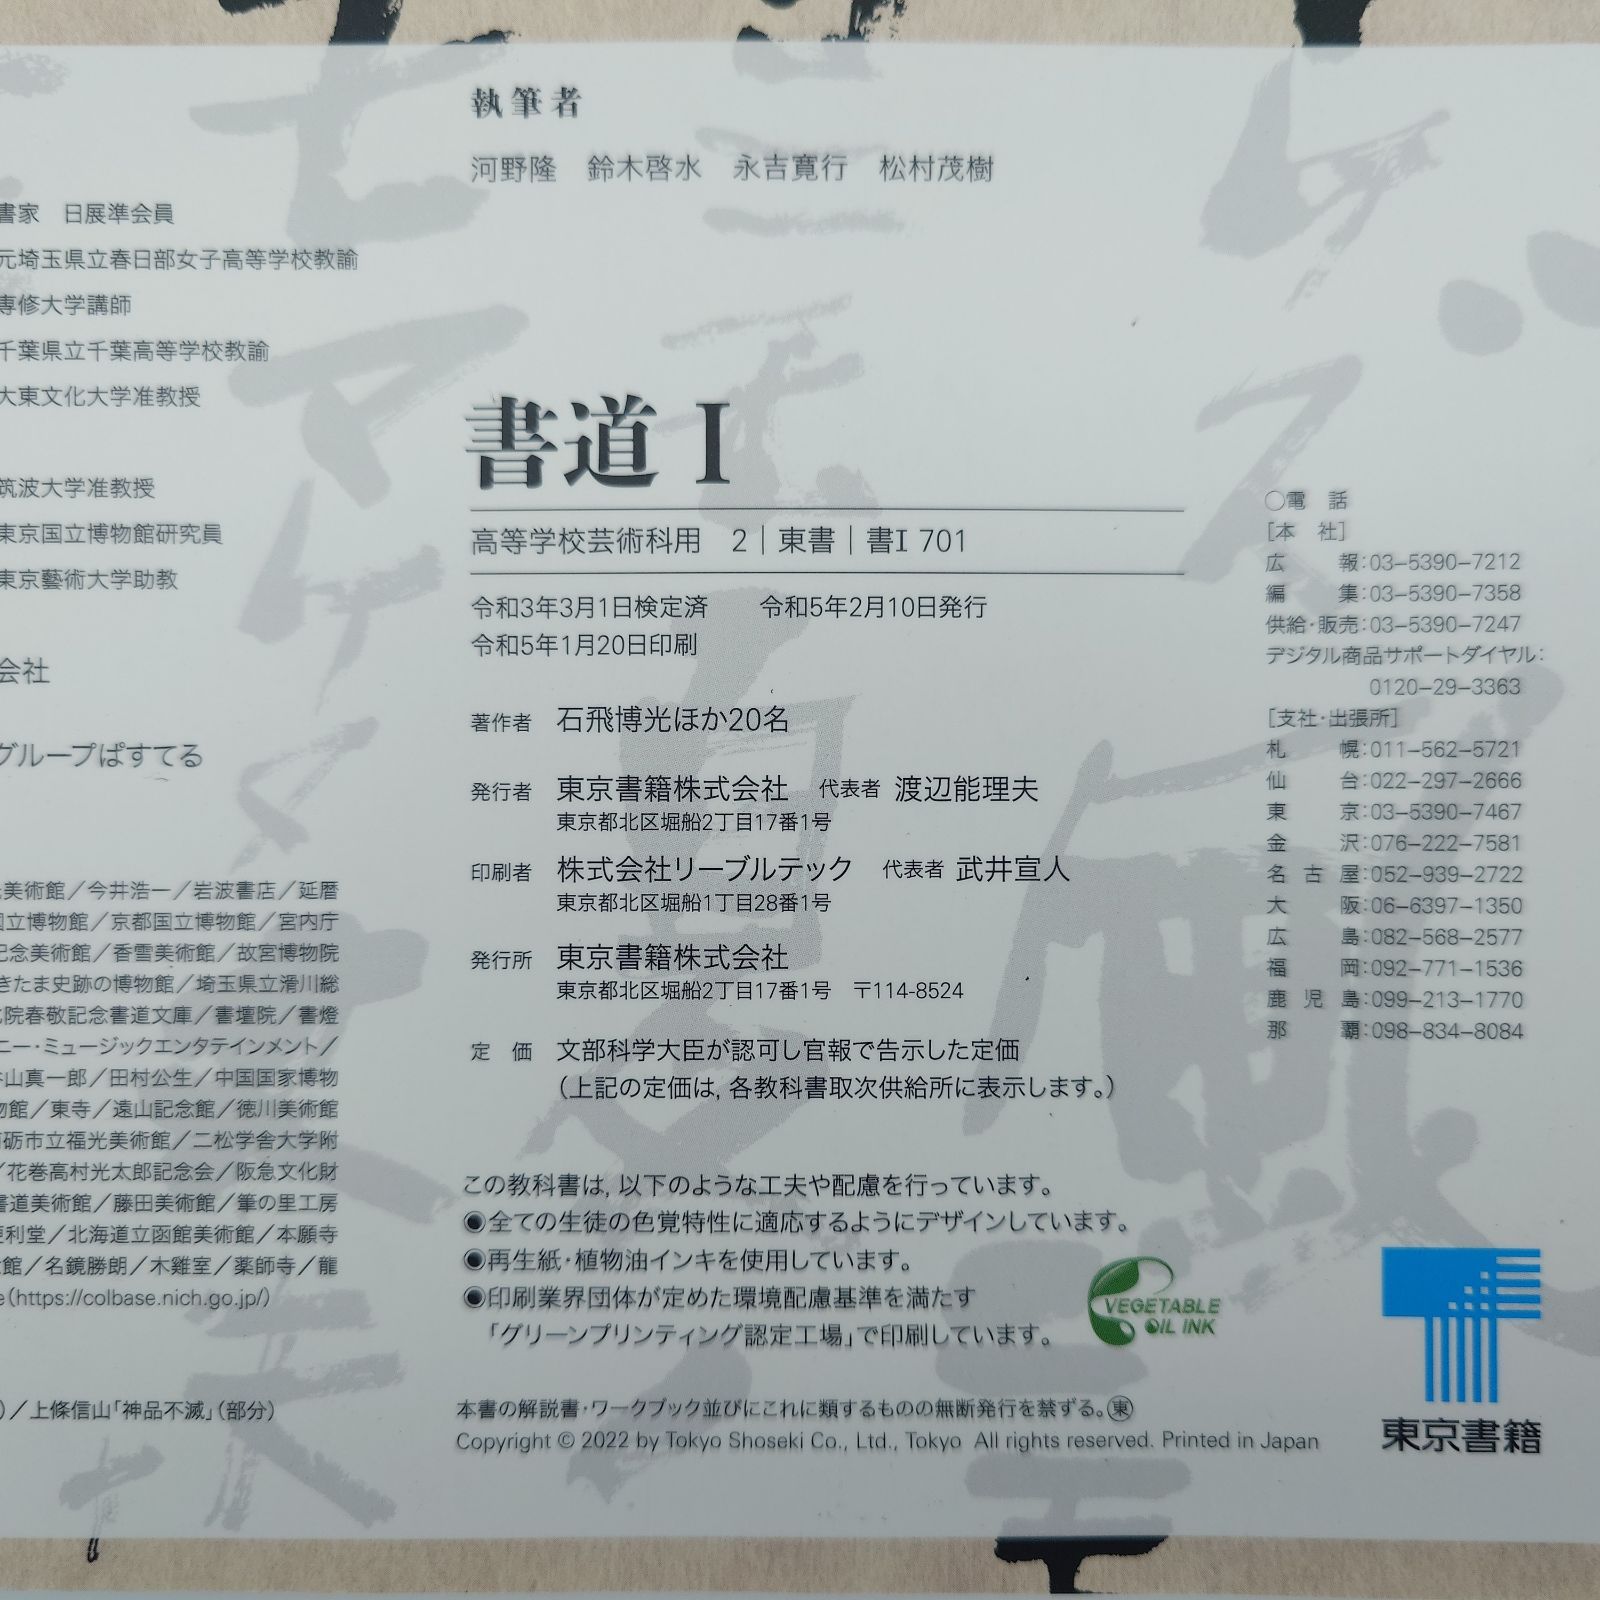 書家　日展準会員
元埼玉県立春日部女子高等学校教諭
専修大学講師
千葉県立千葉高等学校教諭
大東文化大学准教授
筑波大学准教授
東京国立博物館研究員
東京藝術大学助教
会社
グループぱすてる
美術館／今井浩一／岩波書店／延暦
国立博物館／京都国立博物館／宮内庁
記念美術館／香雪美術館／故宮博物院
きたま史跡の博物館／埼玉県立滑川総
院春敬記念書道文庫／書壇院／書燈
ニー・ミュージックエンタテインメント／
山真一郎／田村公生／中国国家博物
物館／東寺／遠山記念館／徳川美術館
砺市立福光美術館／二松学舎大学附
／花巻高村光太郎記念会／阪急文化財
書道美術館／藤田美術館／筆の里工房
便利堂／北海道立函館美術館／本願寺
館／名鏡勝朗／木雞室／薬師寺／龍
e（https://colbase.nich.go.jp/）
）／上條信山「神品不滅」（部分）
執筆者
河野隆　鈴木啓水　永吉寛行　松村茂樹
書道 I
高等学校芸術科用　2｜東書｜書I 701
令和3年3月1日検定済　令和5年2月10日発行
令和5年1月20日印刷
著作者　石飛博光ほか20名
発行者　東京書籍株式会社　代表者　渡辺能理夫
東京都北区堀船2丁目17番1号
印刷者　株式会社リーブルテック　代表者　武井宣人
東京都北区堀船1丁目28番1号
発行所　東京書籍株式会社
東京都北区堀船2丁目17番1号　〒114-8524
定　価　文部科学大臣が認可し官報で告示した定価
（上記の定価は，各教科書取次供給所に表示します。）
この教科書は，以下のような工夫や配慮を行っています。
◉全ての生徒の色覚特性に適応するようにデザインしています。
◉再生紙・植物油インキを使用しています。
◉印刷業界団体が定めた環境配慮基準を満たす
「グリーンプリンティング認定工場」で印刷しています。
VEGETABLE
OIL INK
本書の解説書・ワークブック並びにこれに類するものの無断発行を禁ずる。㊞東
Copyright © 2022 by Tokyo Shoseki Co., Ltd., Tokyo All rights reserved. Printed in Japan
○電　話
［本　社］
広　報：03−5390−7212
編　集：03−5390−7358
供給・販売：03−5390−7247
デジタル商品サポートダイヤル：
0120−29−3363
［支社・出張所］
札　幌：011−562−5721
仙　台：022−297−2666
東　京：03−5390−7467
金　沢：076−222−7581
名古屋：052−939−2722
大　阪：06−6397−1350
広　島：082−568−2577
福　岡：092−771−1536
鹿児島：099−213−1770
那　覇：098−834−8084
東京書籍